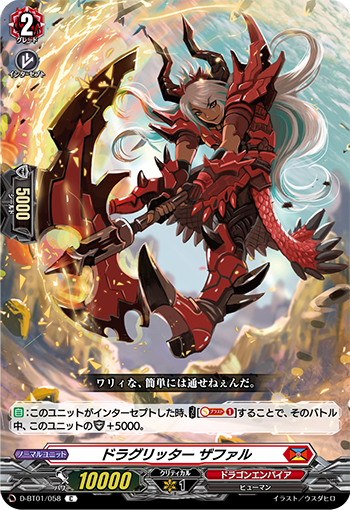 2
グレード
インターセプト
5000
シールド
ワリィな、簡単には通せねぇんだ。
自:このユニットがインターセプトした時、【ソウルブラスト1】することで、そのバトル
中、このユニットの+5000。
ノーマルユニット
ドラグリッター ザファル
パワー 10000
クリティカル
1
ドラゴンエンパイア
ヒューマン
D-BT01/058 C
イラスト/ウスダヒロ